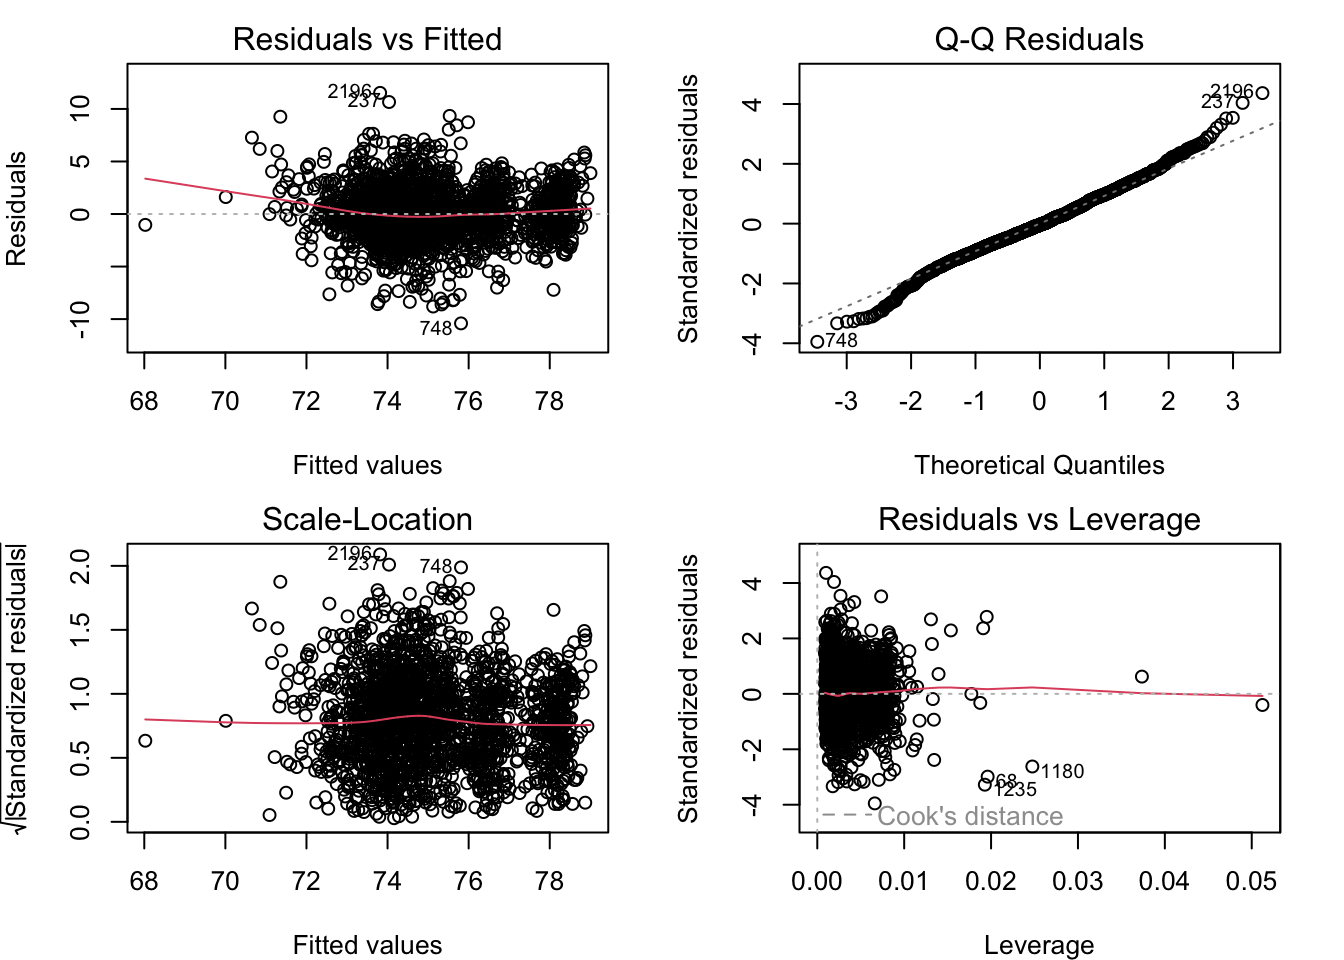 Residuals vs Fitted
Residuals
10
5
0
-10
2196
237
748
68 70 72 74 76 78
Fitted values
Q-Q Residuals
Standardized residuals
4
2
0
-2
-4
2196
237
748
-3 -2 -1 0 1 2 3
Theoretical Quantiles
Scale-Location
√|Standardized residuals|
2.0
1.5
1.0
0.5
0.0
2196
237
748
68 70 72 74 76 78
Fitted values
Residuals vs Leverage
Standardized residuals
4
2
0
-2
-4
68
1180
1235
Cook's distance
0.00 0.01 0.02 0.03 0.04 0.05
Leverage